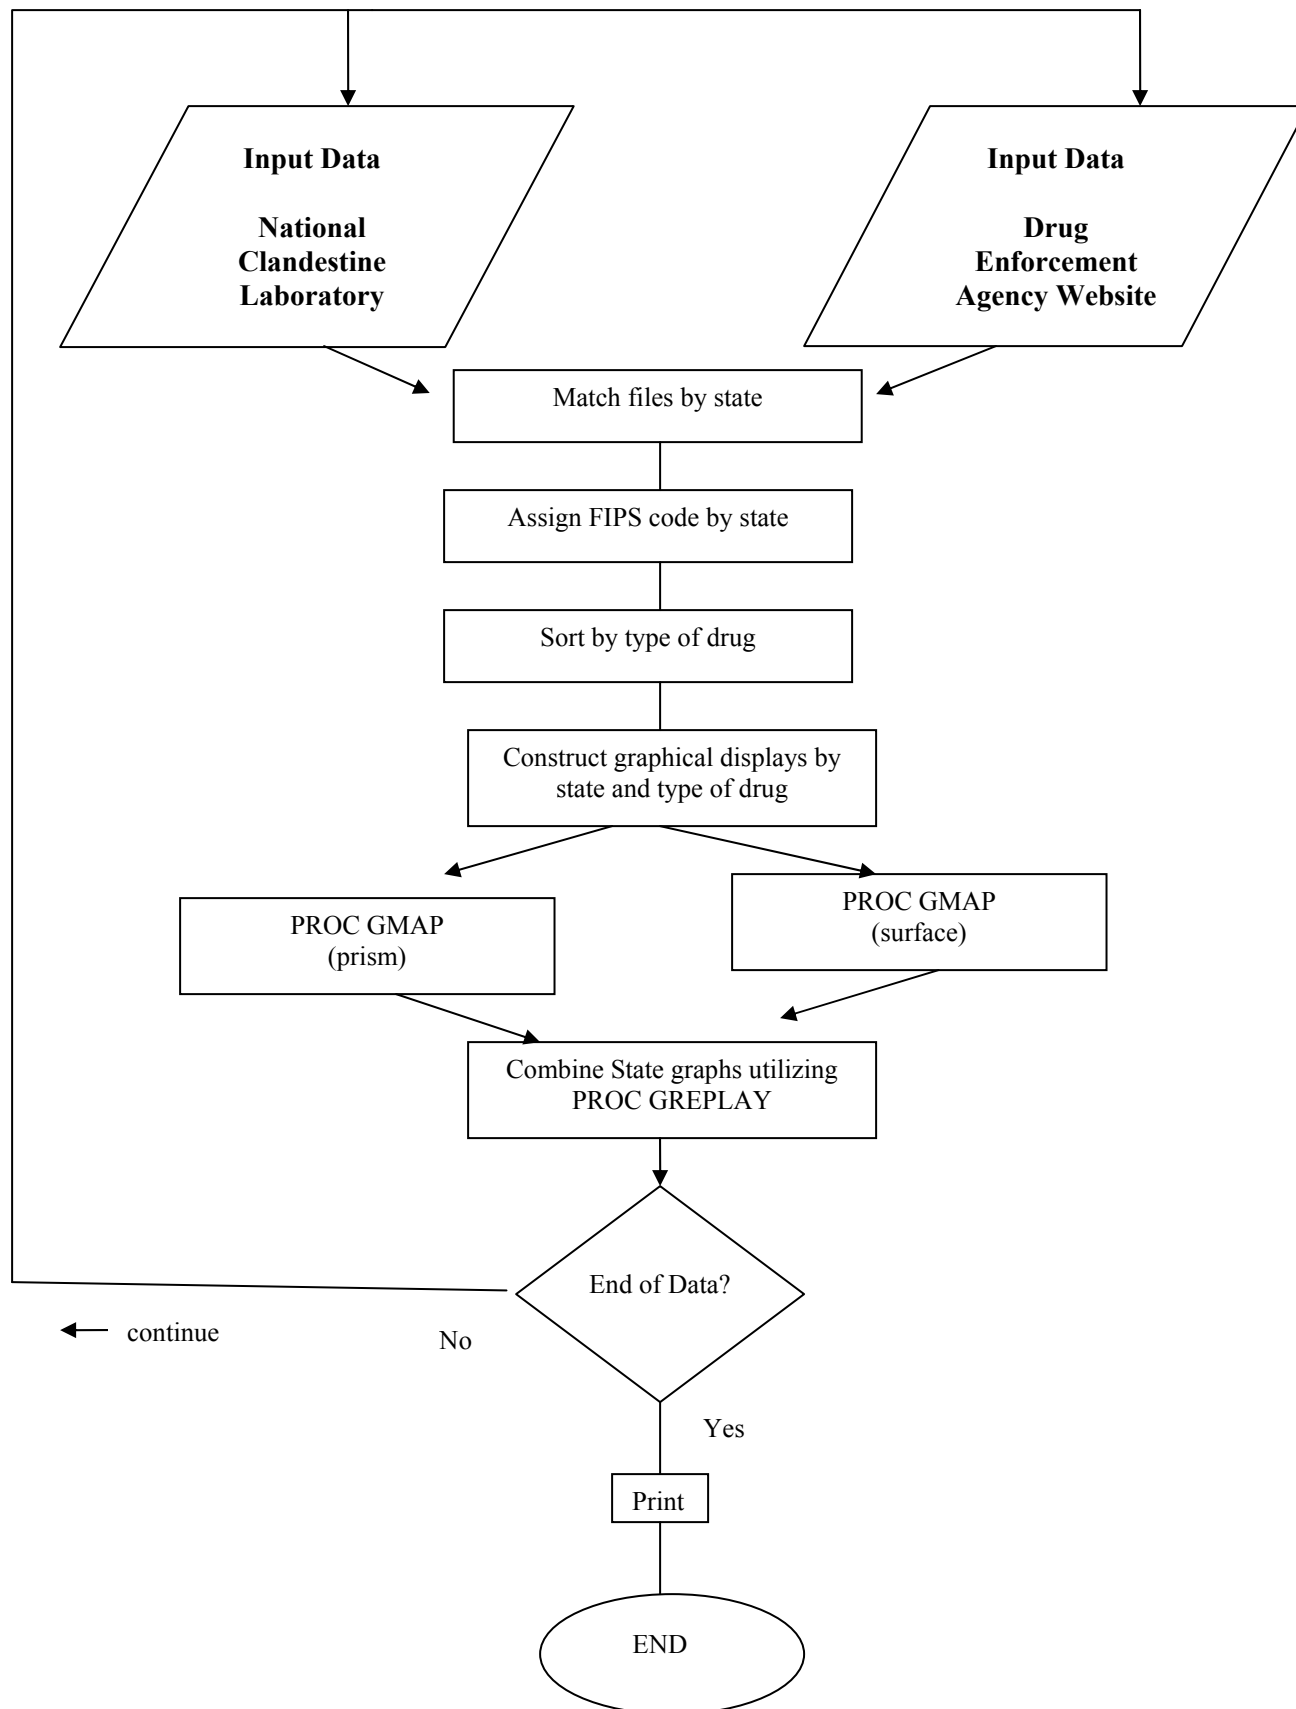 Input Data
National
Clandestine
Laboratory
Input Data
Drug
Enforcement
Agency Website
Match files by state
Assign FIPS code by state
Sort by type of drug
Construct graphical displays by
state and type of drug
PROC GMAP
(prism)
PROC GMAP
(surface)
Combine State graphs utilizing
PROC GREPLAY
End of Data?
continue
No
Yes
Print
END